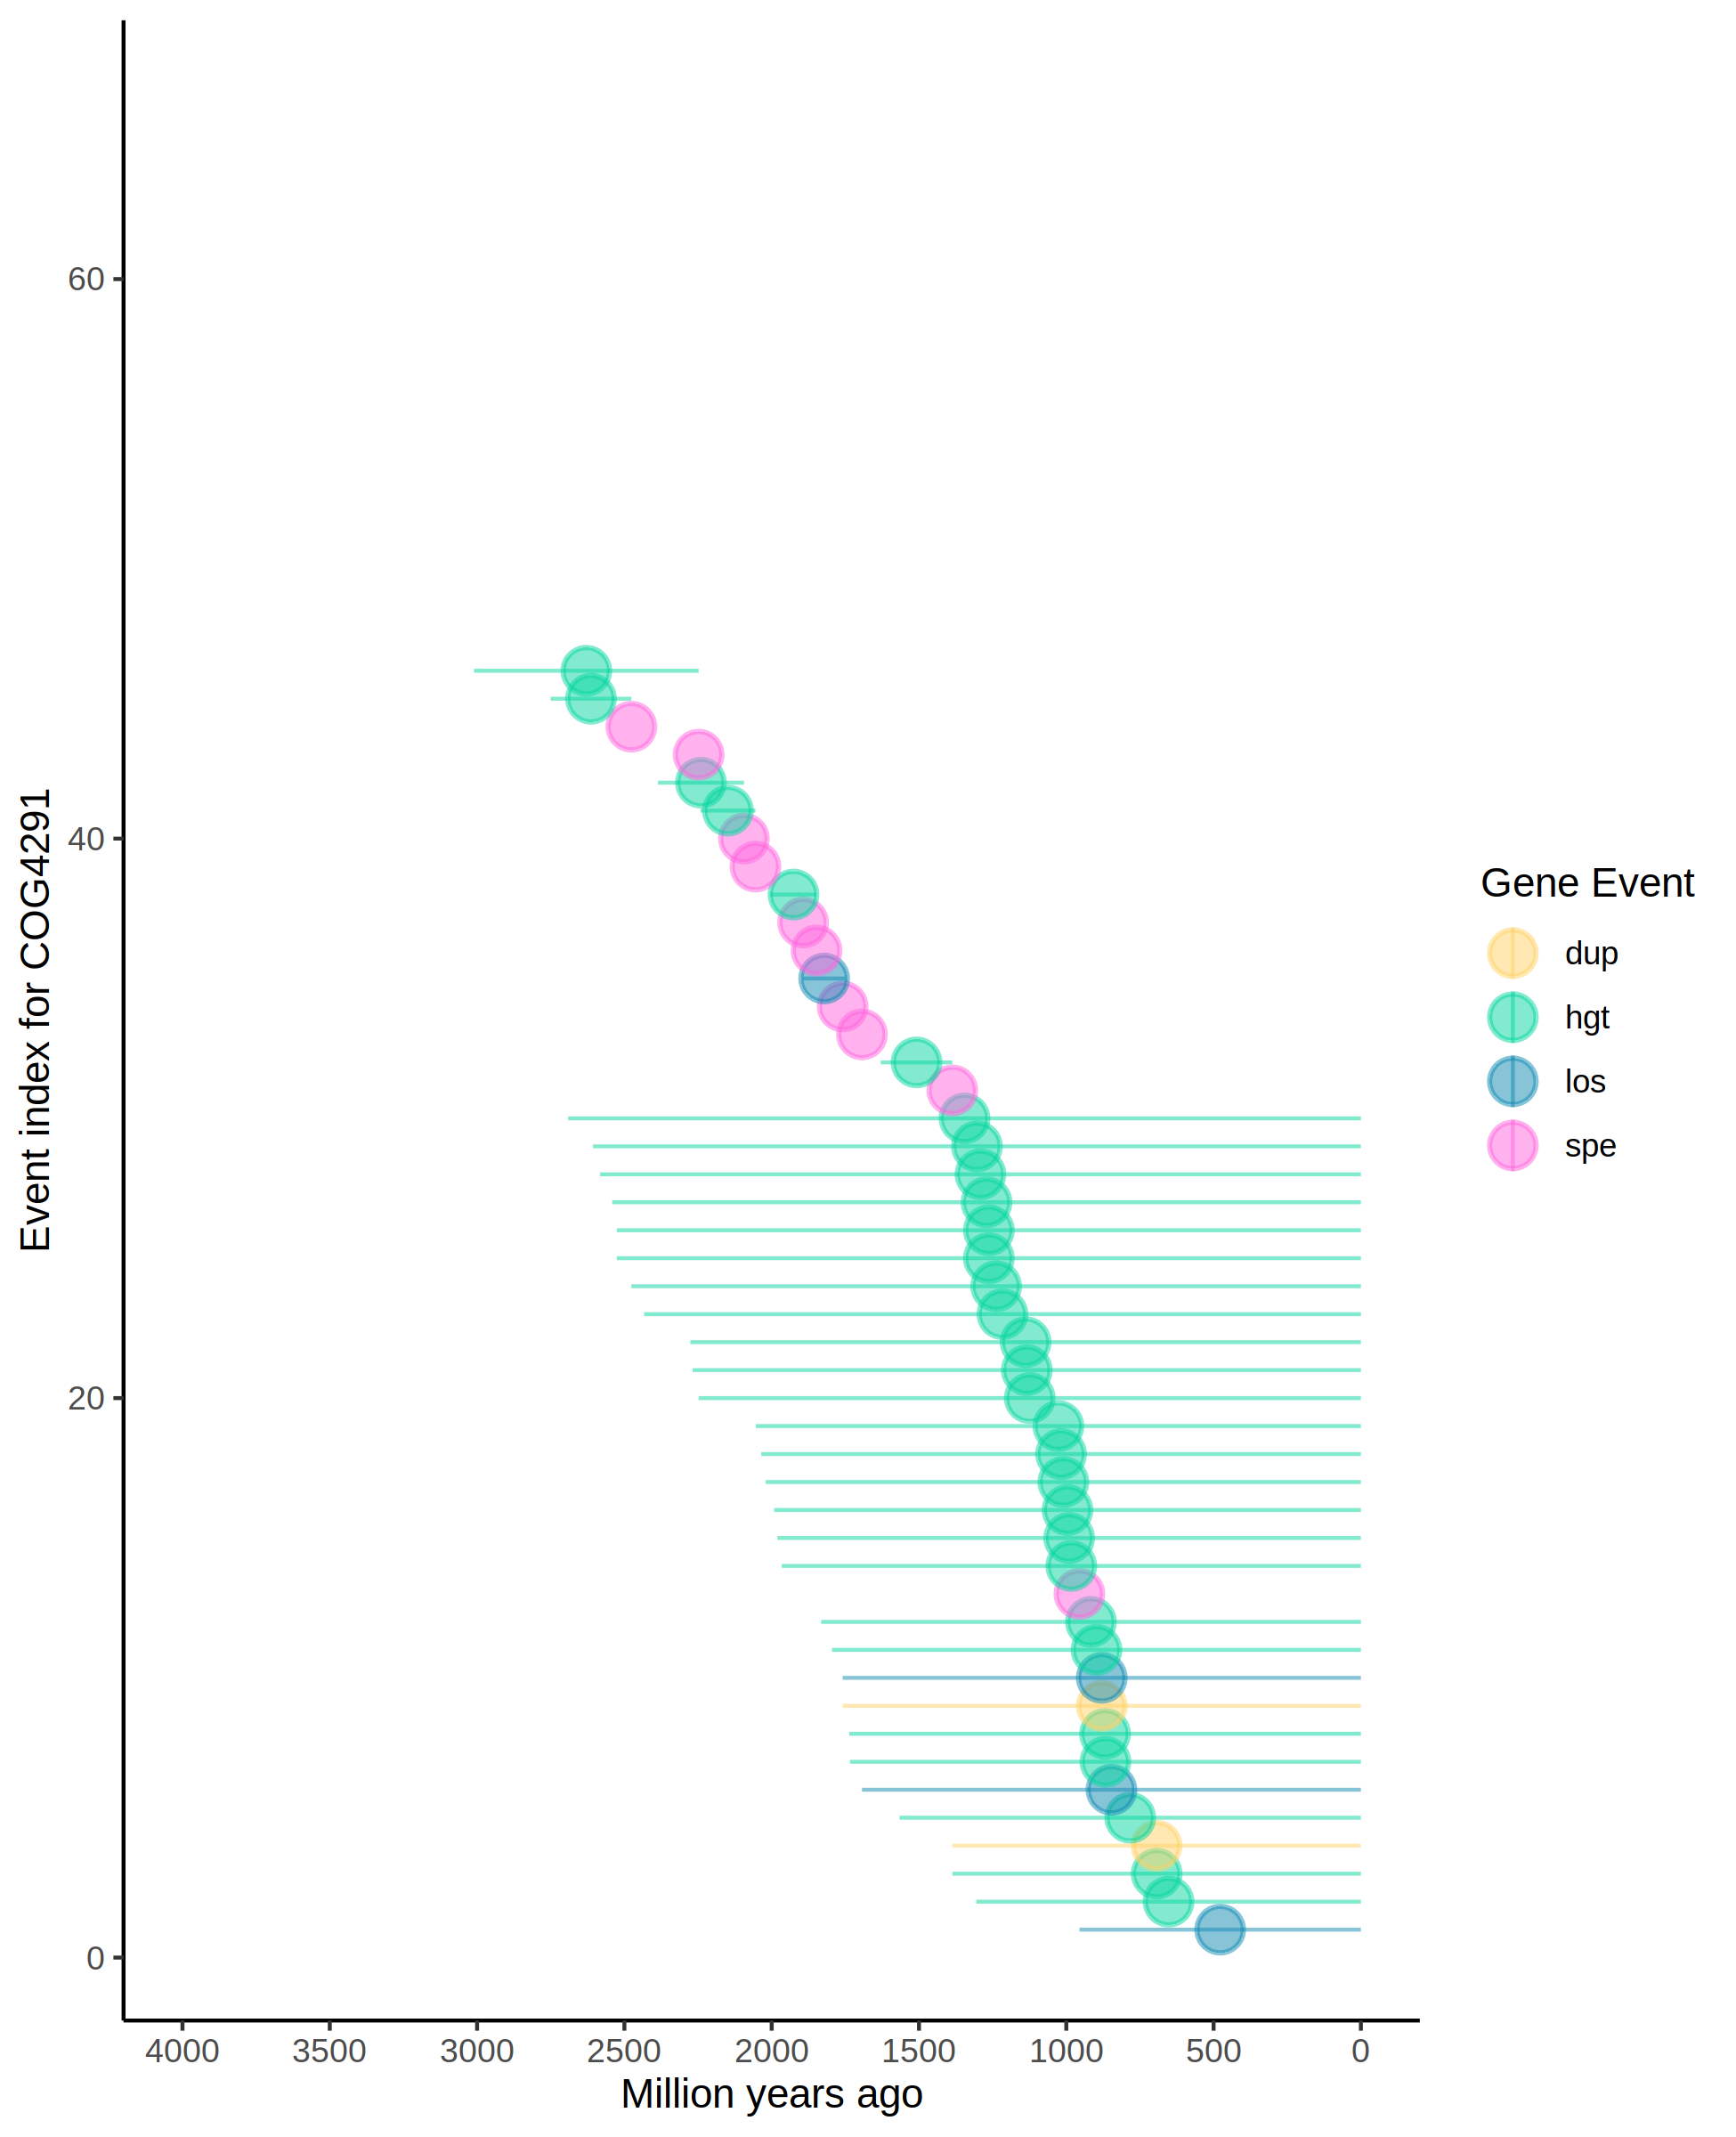 60
40
20
0
Event index for COG4291
4000 3500 3000 2500 2000 1500 1000 500 0
Million years ago
Gene Event
dup
hgt
los
spe